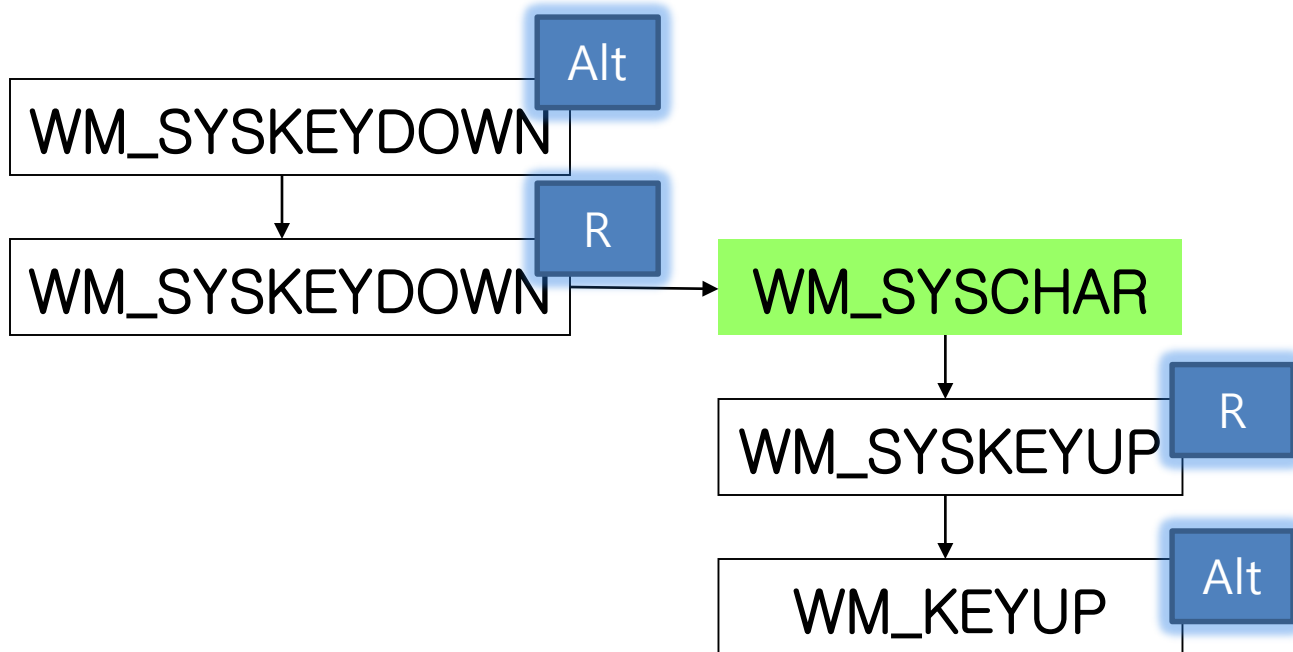 Alt
WM_SYSKEYDOWN
R
WM_SYSKEYDOWN
WM_SYSCHAR
R
WM_SYSKEYUP
Alt
WM_KEYUP